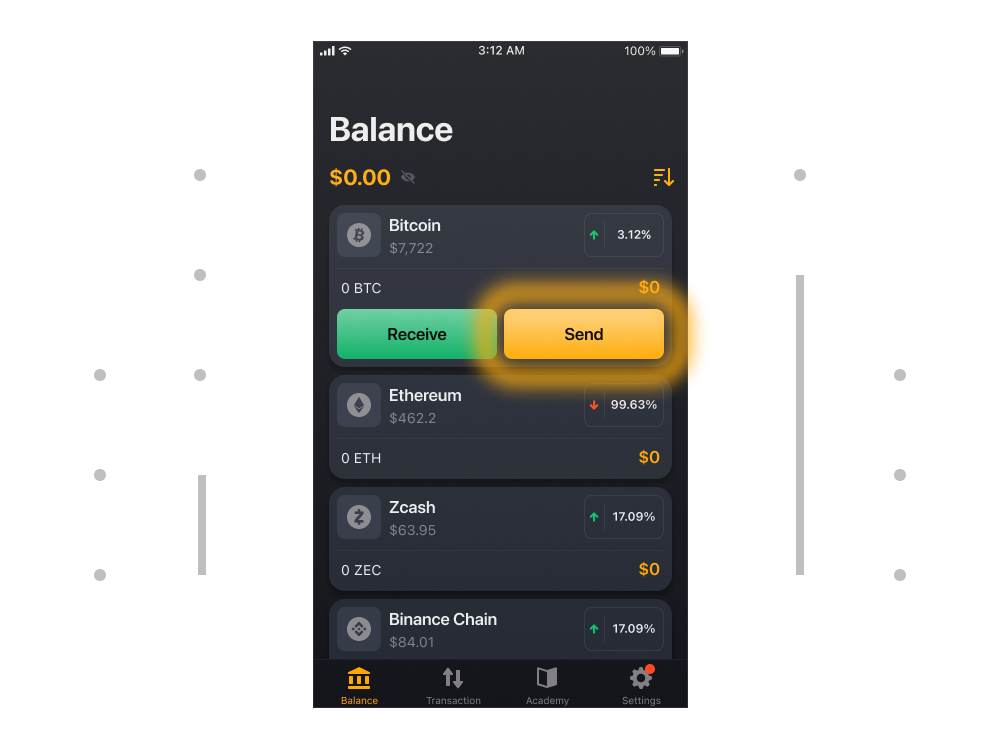 3:12 AM 100%
Balance
$0.00
Bitcoin
$7,722
3.12%
0 BTC $0
Receive Send
Ethereum
$462.2
99.63%
0 ETH $0
Zcash
$63.95
17.09%
0 ZEC $0
Binance Chain
$84.01
17.09%
Balance Transaction Academy Settings